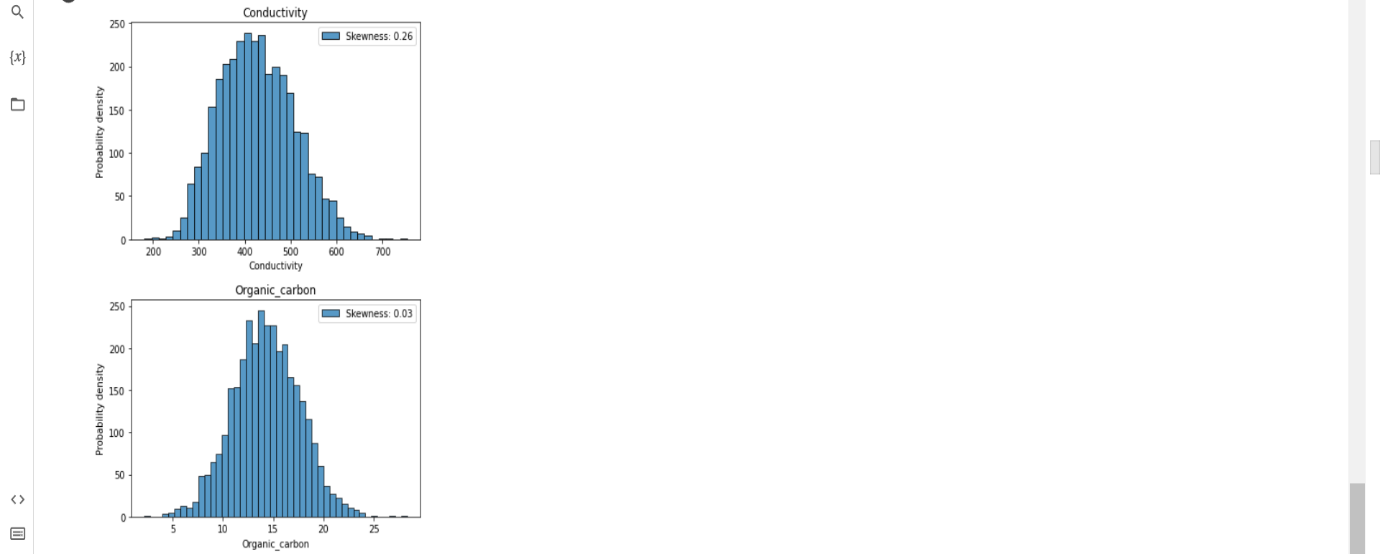 Conductivity
Skewness: 0.26
Probability density
250
200
150
100
50
0
200 300 400 500 600 700
Conductivity
{x}
Organic_carbon
Skewness: 0.03
Probability density
250
200
150
100
50
0
5 10 15 20 25
Organic_carbon
<>